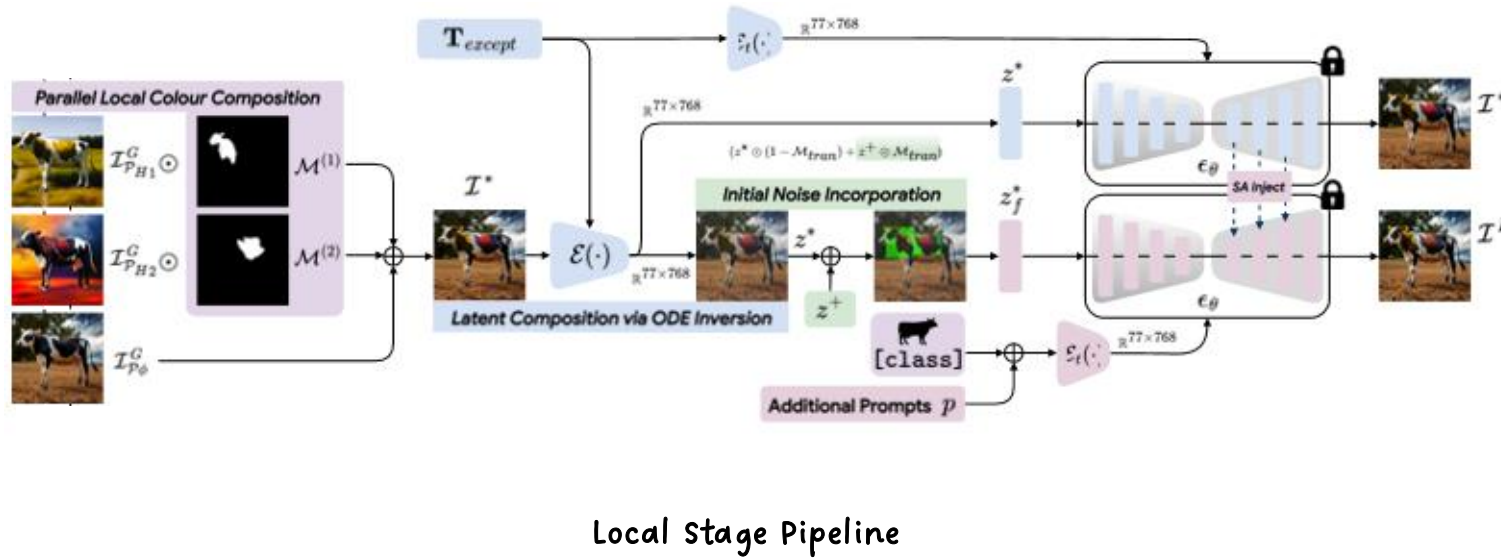 T_except
ℰ_t(·)
ℝ^77×768
z*
Parallel Local Colour Composition
ℐ^G_𝒫_H1 ⊙
ℳ^(1)
ℝ^77×768
(z* ⊙ (1 − ℳ_tran) + z^+ ⊙ ℳ_tran)
ϵ_θ
SA inject
ℐ*
Initial Noise Incorporation
z*_f
ℐ^G_𝒫_H2 ⊙
ℳ^(2)
ℰ(·)
ℝ^77×768
z*
z^+
Latent Composition via ODE Inversion
ϵ_θ
ℐ^G_𝒫_ϕ
[class]
ℰ_t(·)
ℝ^77×768
Additional Prompts p
Local Stage Pipeline